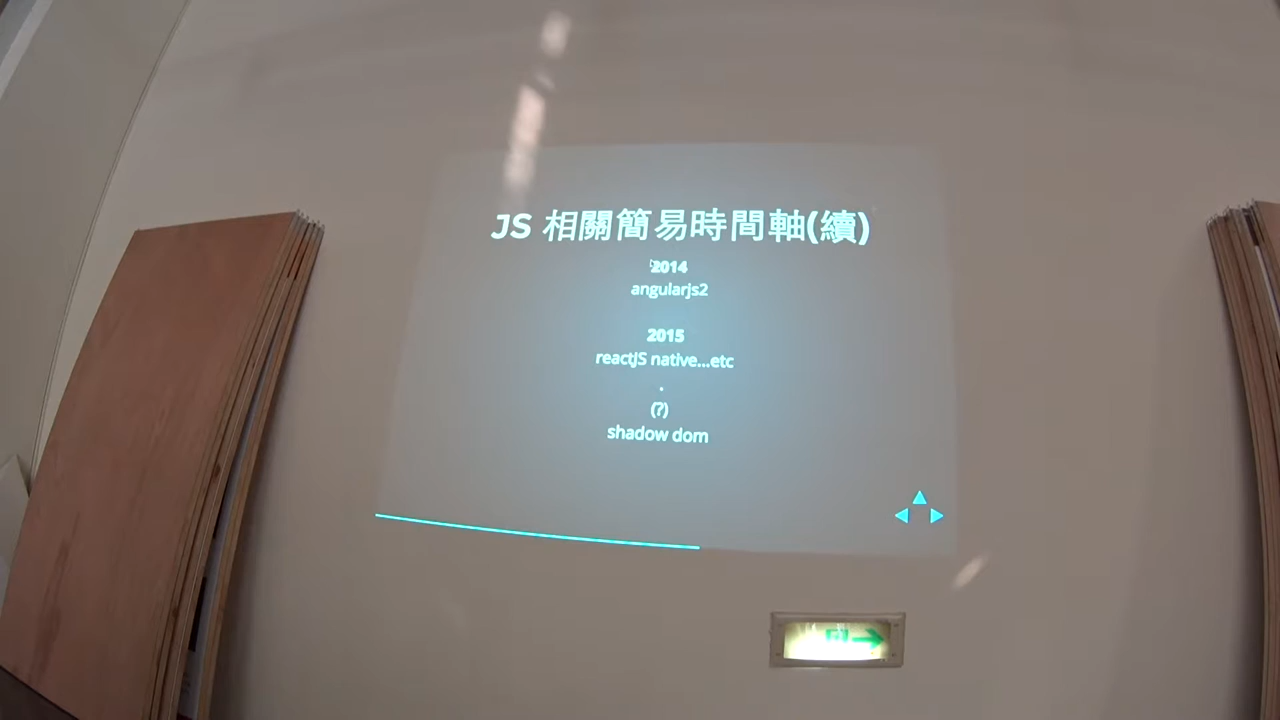 JS 相關簡易時間軸(續)
2014
angularjs2
2015
reactJS native...etc
.
(?)
shadow dom